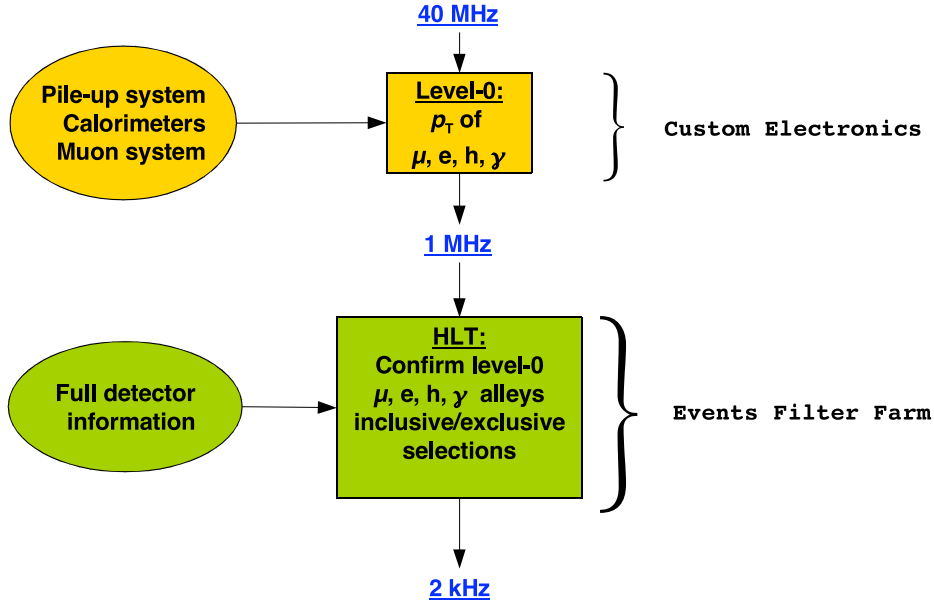 40 MHz
Pile-up system
Calorimeters
Muon system
Level-0:
pT of
μ, e, h, γ
Custom Electronics
1 MHz
Full detector
information
HLT:
Confirm level-0
μ, e, h, γ alleys
inclusive/exclusive
selections
Events Filter Farm
2 kHz